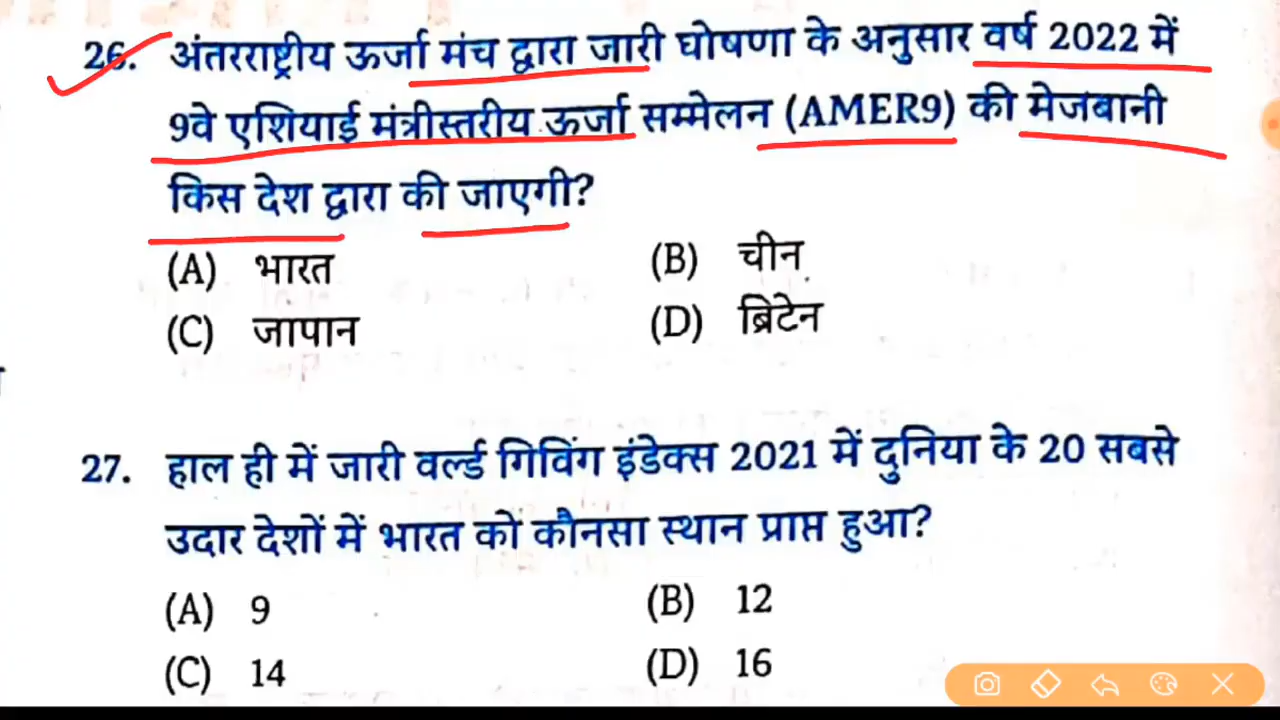 26. अंतरराष्ट्रीय ऊर्जा मंच द्वारा जारी घोषणा के अनुसार वर्ष 2022 में
9वे एशियाई मंत्रीस्तरीय ऊर्जा सम्मेलन (AMER9) की मेजबानी
किस देश द्वारा की जाएगी?
(A) भारत (B) चीन
(C) जापान (D) ब्रिटेन
27. हाल ही में जारी वर्ल्ड गिविंग इंडेक्स 2021 में दुनिया के 20 सबसे
उदार देशों में भारत को कौनसा स्थान प्राप्त हुआ?
(A) 9 (B) 12
(C) 14 (D) 16